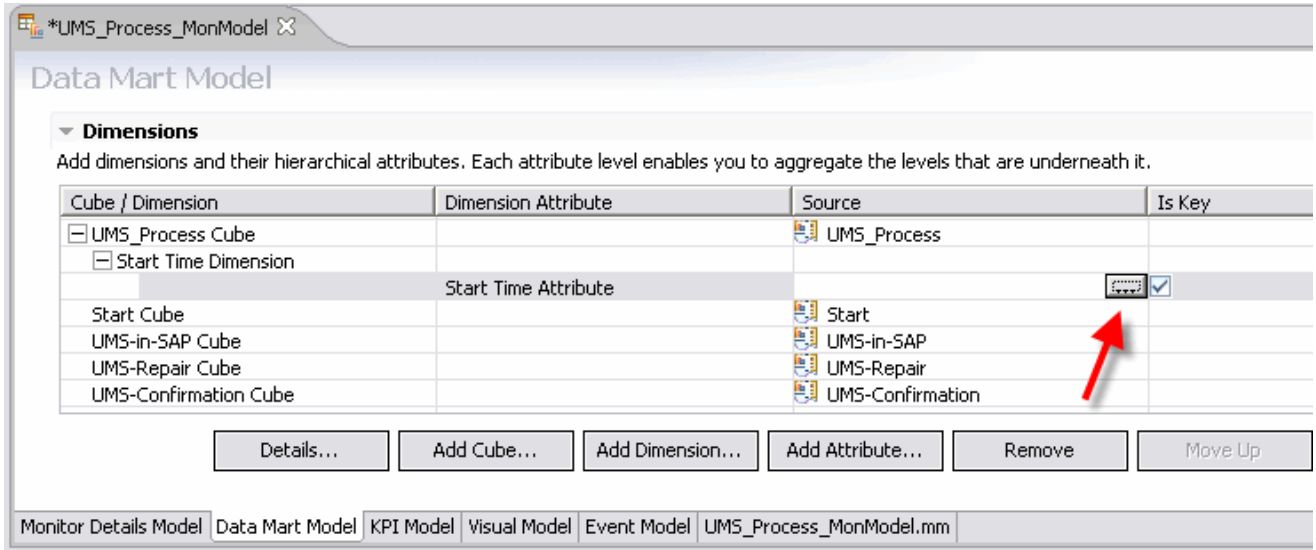 *UMS_Process_MonModel
Data Mart Model
Dimensions
Add dimensions and their hierarchical attributes. Each attribute level enables you to aggregate the levels that are underneath it.
Cube / Dimension Dimension Attribute Source Is Key
UMS_Process Cube UMS_Process
Start Time Dimension
Start Time Attribute ...
Start Cube Start
UMS-in-SAP Cube UMS-in-SAP
UMS-Repair Cube UMS-Repair
UMS-Confirmation Cube UMS-Confirmation
Details... Add Cube... Add Dimension... Add Attribute... Remove Move Up
Monitor Details Model Data Mart Model KPI Model Visual Model Event Model UMS_Process_MonModel.mm